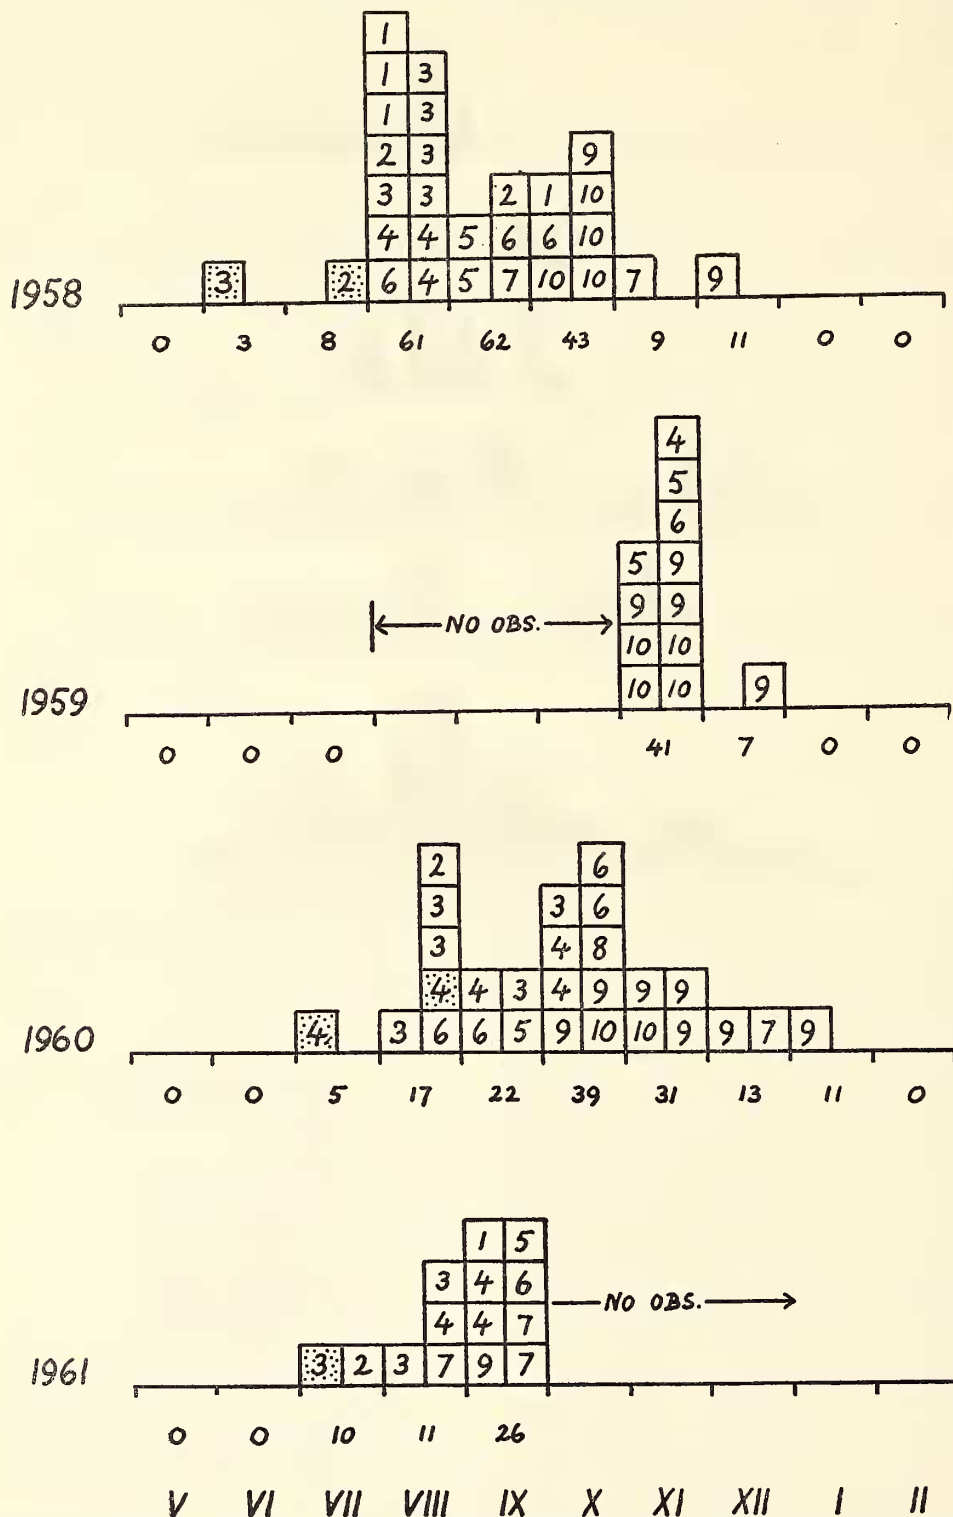 1
1 3
1 3
2 3 9
3 3 2 1 10
4 4 5 6 6 10
1958 3 2 6 4 5 7 10 10 7 9
0 3 8 61 62 43 9 11 0 0
4
5
6
5 9
9 9
NO OBS.
10 10
1959 10 10 9
0 0 0 41 7 0 0
2 6
3 3 6
3 4 8
4 4 3 4 9 9 9
1960 4 3 6 6 5 9 10 10 9 9 7 9
0 0 5 17 22 39 31 13 11 0
1 5
3 4 6
NO OBS.
4 4 7
1961 3 2 3 7 9 7
0 0 10 11 26
V VI VII VIII IX X XI XII I II